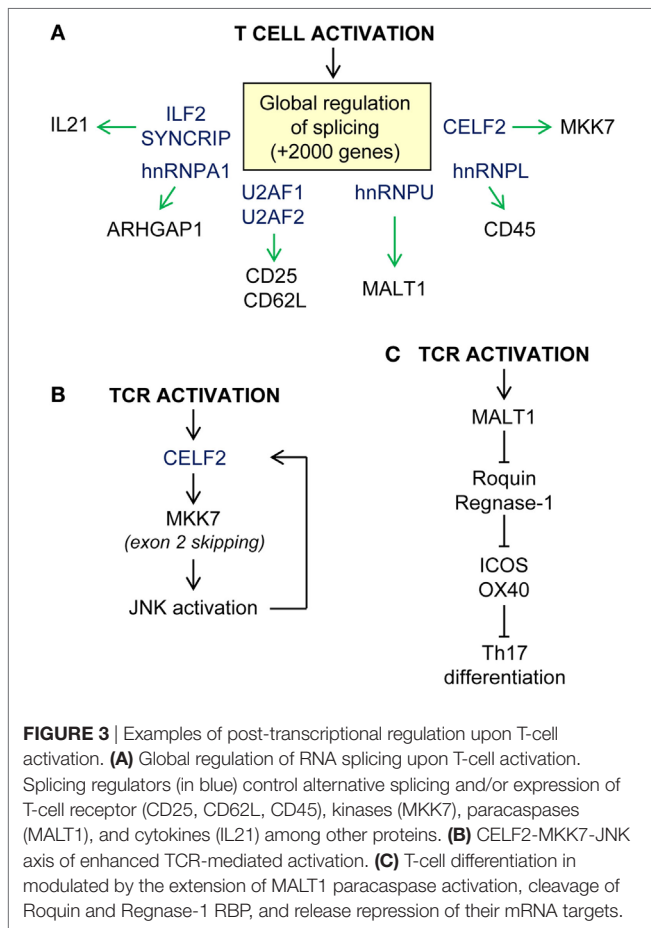 A
T CELL ACTIVATION
Global regulation
of splicing
(+2000 genes)
IL21
ILF2
SYNCRIP
CELF2
MKK7
hnRNPA1
hnRNPL
U2AF1
U2AF2
hnRNPU
ARHGAP1
CD45
CD25
CD62L
MALT1
B
TCR ACTIVATION
CELF2
MKK7
(exon 2 skipping)
JNK activation
C
TCR ACTIVATION
MALT1
Roquin
Regnase-1
ICOS
OX40
Th17
differentiation
FIGURE 3 | Examples of post-transcriptional regulation upon T-cell
activation. (A) Global regulation of RNA splicing upon T-cell activation.
Splicing regulators (in blue) control alternative splicing and/or expression of
T-cell receptor (CD25, CD62L, CD45), kinases (MKK7), paracaspases
(MALT1), and cytokines (IL21) among other proteins. (B) CELF2-MKK7-JNK
axis of enhanced TCR-mediated activation. (C) T-cell differentiation in
modulated by the extension of MALT1 paracaspase activation, cleavage of
Roquin and Regnase-1 RBP, and release repression of their mRNA targets.